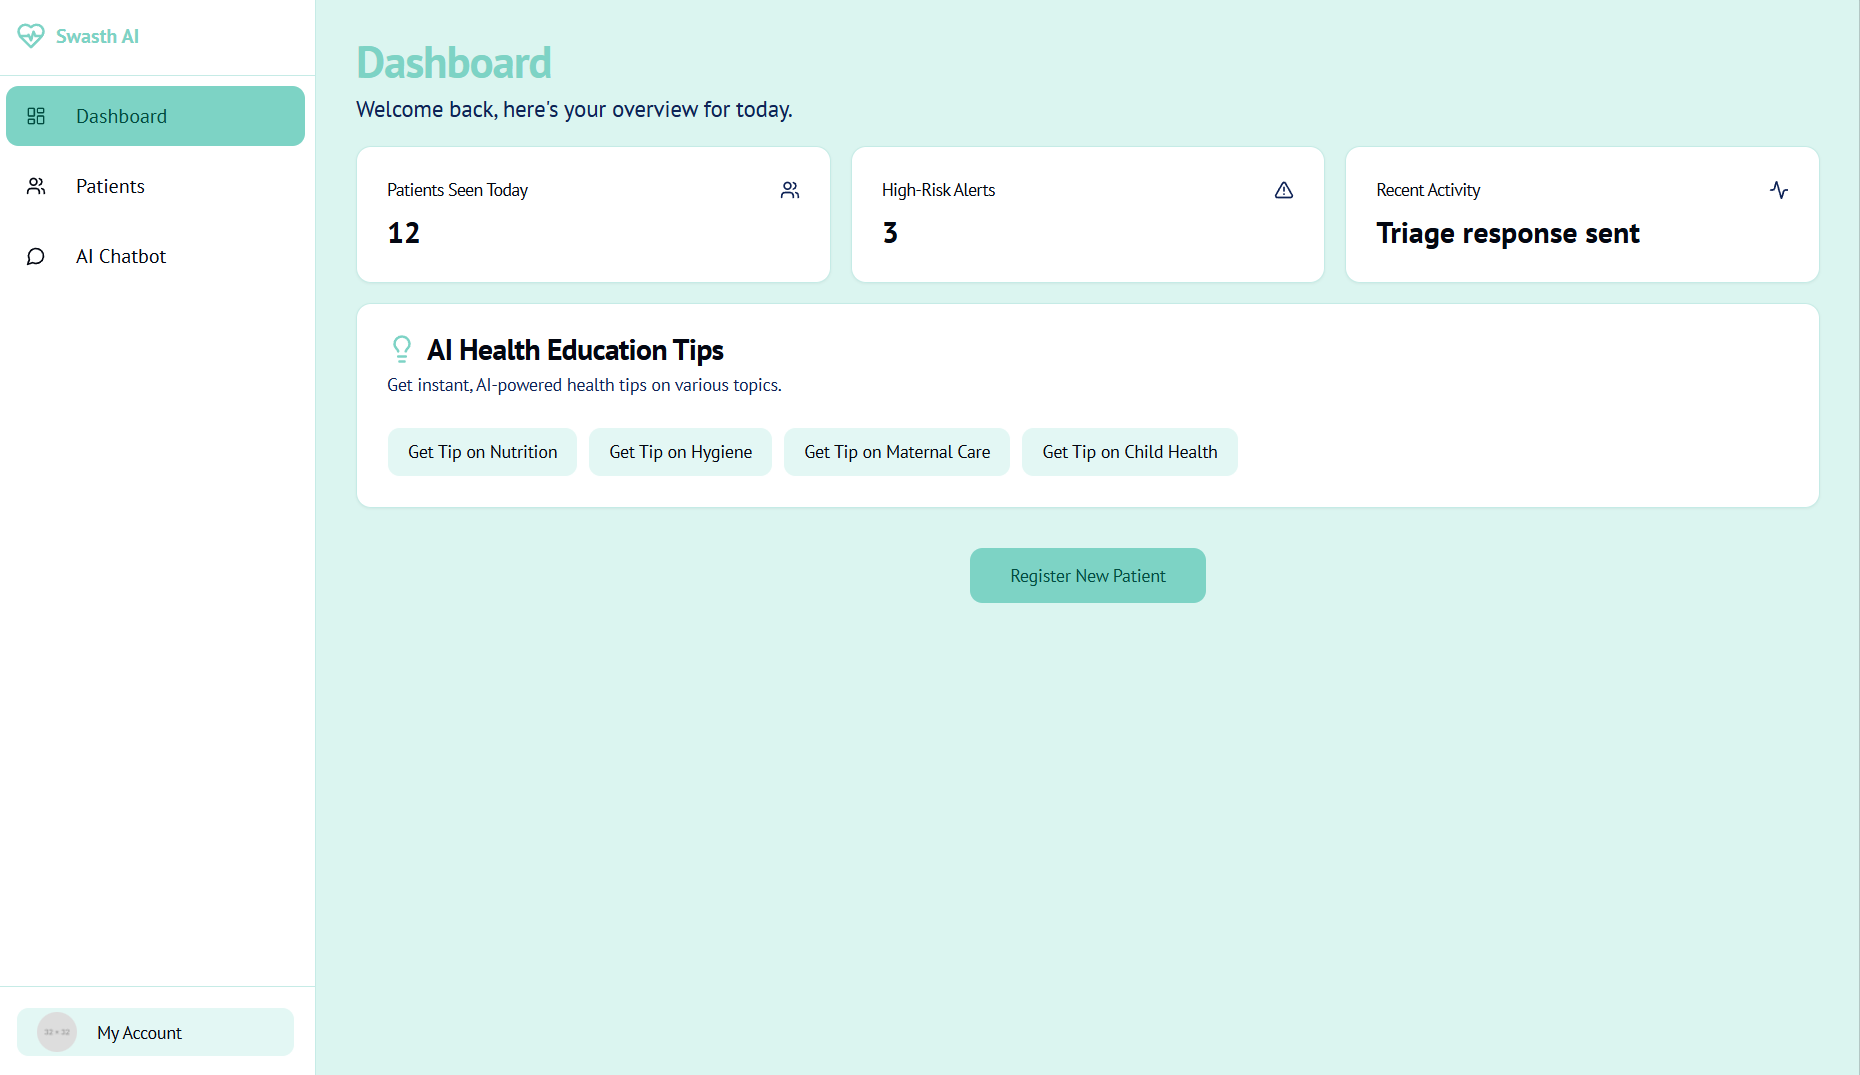 Swasth AI
Dashboard
Patients
AI Chatbot
32 × 32
My Account
Dashboard
Welcome back, here's your overview for today.
Patients Seen Today
12
High-Risk Alerts
3
Recent Activity
Triage response sent
AI Health Education Tips
Get instant, AI-powered health tips on various topics.
Get Tip on Nutrition
Get Tip on Hygiene
Get Tip on Maternal Care
Get Tip on Child Health
Register New Patient